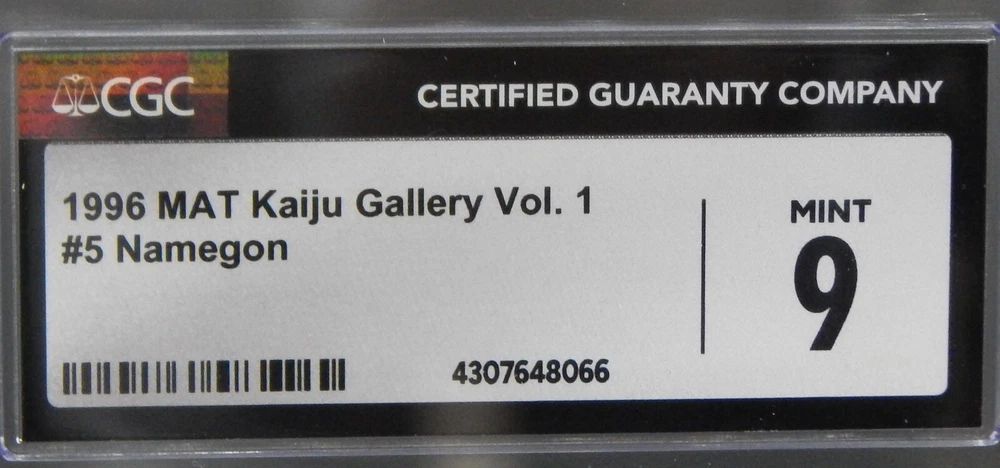 CGC
CERTIFIED GUARANTY COMPANY
1996 MAT Kaiju Gallery Vol. 1
#5 Namegon
MINT
9
4307648066